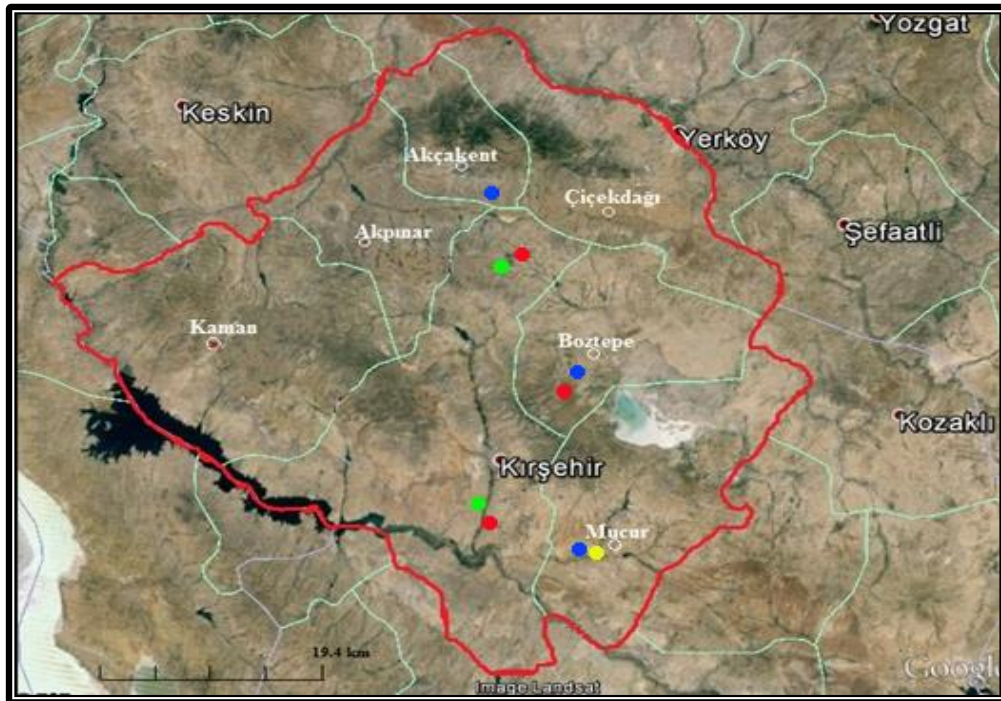 Yozgat
Keskin
Yerköy
Akçakent
Çiçekdağı
Şefaatli
Akpınar
Kaman
Boztepe
Kozaklı
Kırşehir
Mucur
19.4 km
Google
Image Landsat